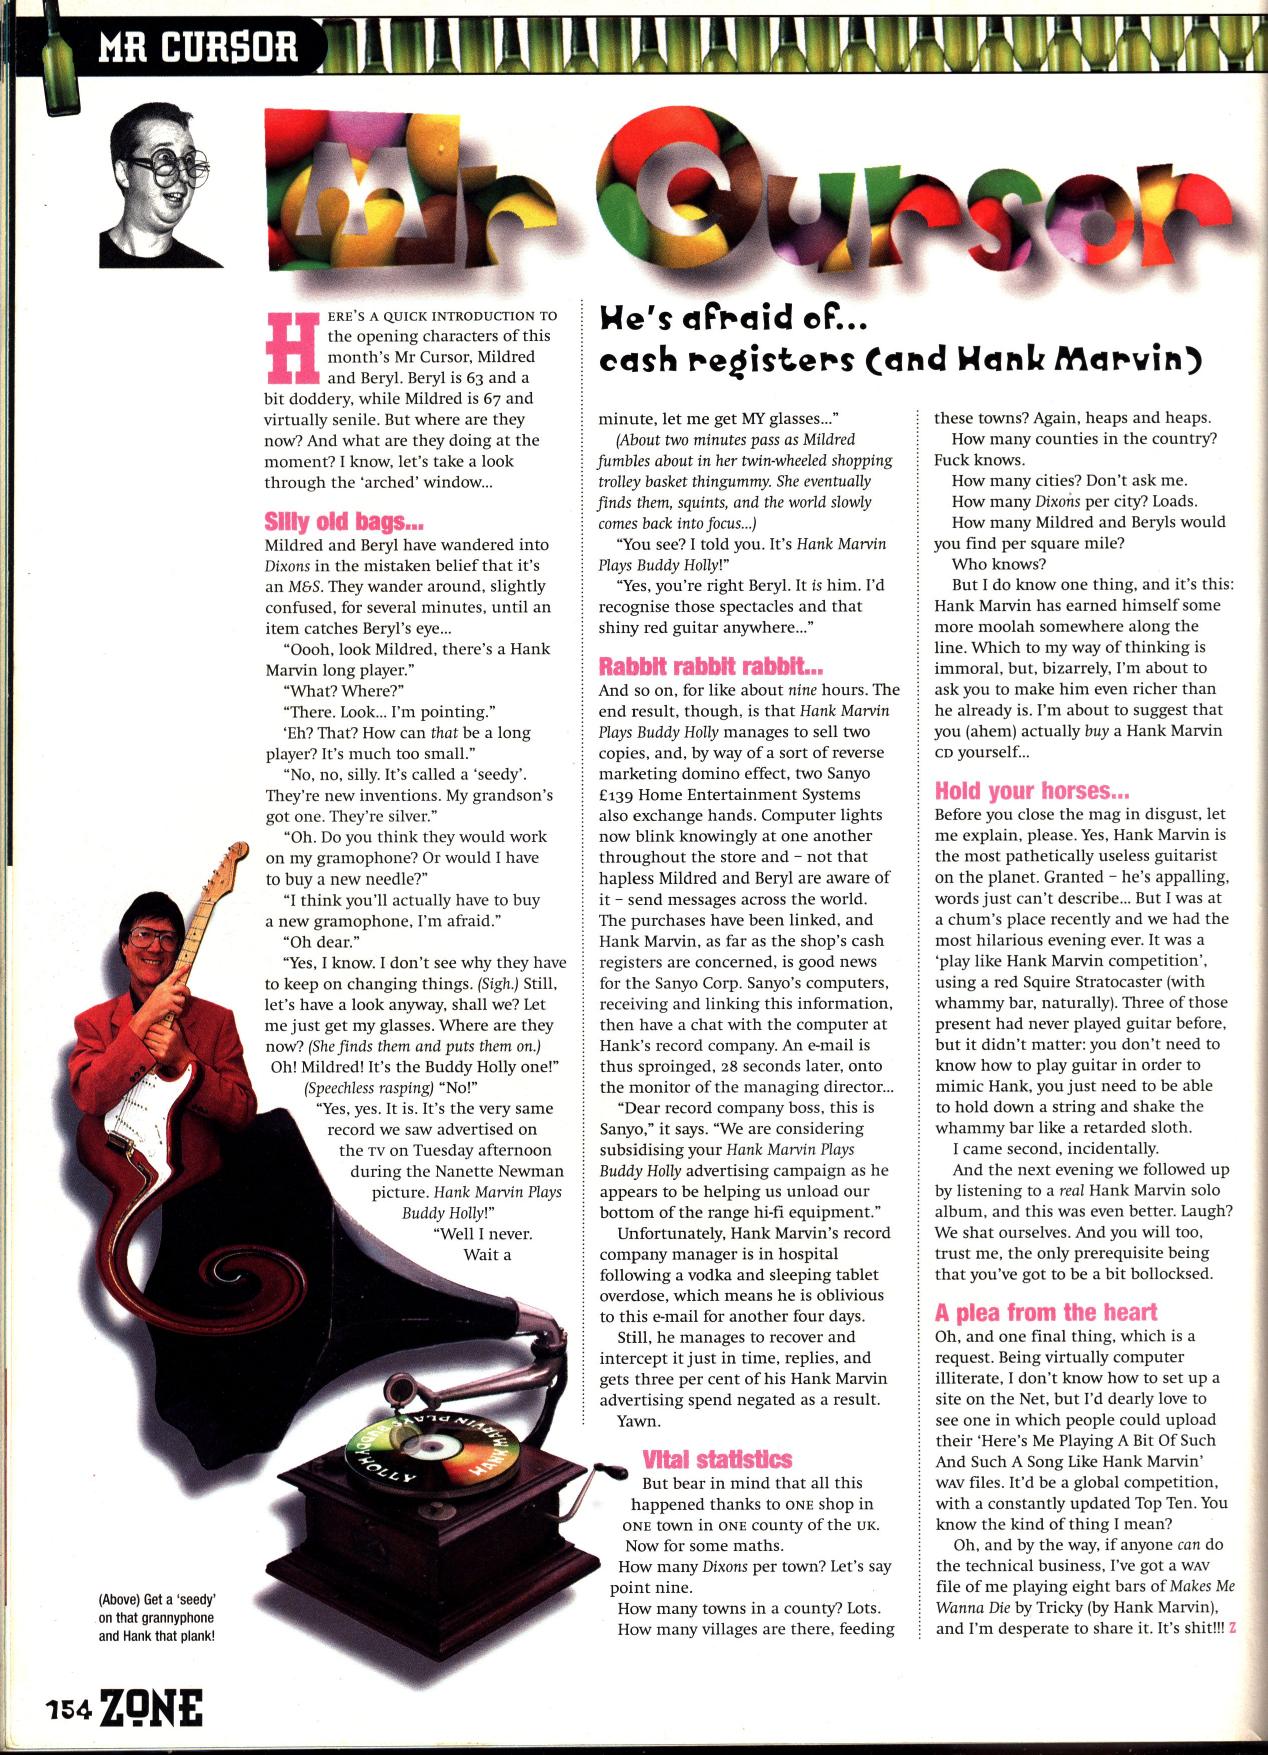 MR CURSOR
Mr Cursor
He's afraid of...
cash registers (and Hank Marvin)
HERE'S A QUICK INTRODUCTION TO
the opening characters of this
month's Mr Cursor, Mildred
and Beryl. Beryl is 63 and a
bit doddery, while Mildred is 67 and
virtually senile. But where are they
now? And what are they doing at the
moment? I know, let's take a look
through the 'arched' window...
Silly old bags...
Mildred and Beryl have wandered into
Dixons in the mistaken belief that it's
an M&S. They wander around, slightly
confused, for several minutes, until an
item catches Beryl's eye...
"Oooh, look Mildred, there's a Hank
Marvin long player."
"What? Where?"
"There. Look... I'm pointing."
'Eh? That? How can that be a long
player? It's much too small."
"No, no, silly. It's called a 'seedy'.
They're new inventions. My grandson's
got one. They're silver."
"Oh. Do you think they would work
on my gramophone? Or would I have
to buy a new needle?"
"I think you'll actually have to buy
a new gramophone, I'm afraid."
"Oh dear."
"Yes, I know. I don't see why they have
to keep on changing things. (Sigh.) Still,
let's have a look anyway, shall we? Let
me just get my glasses. Where are they
now? (She finds them and puts them on.)
Oh! Mildred! It's the Buddy Holly one!"
(Speechless rasping) "No!"
"Yes, yes. It is. It's the very same
record we saw advertised on
the TV on Tuesday afternoon
during the Nanette Newman
picture. Hank Marvin Plays
Buddy Holly!"
"Well I never.
Wait a
minute, let me get MY glasses..."
(About two minutes pass as Mildred
fumbles about in her twin-wheeled shopping
trolley basket thingummy. She eventually
finds them, squints, and the world slowly
comes back into focus...)
"You see? I told you. It's Hank Marvin
Plays Buddy Holly!"
"Yes, you're right Beryl. It is him. I'd
recognise those spectacles and that
shiny red guitar anywhere..."
Rabbit rabbit rabbit...
And so on, for like about nine hours. The
end result, though, is that Hank Marvin
Plays Buddy Holly manages to sell two
copies, and, by way of a sort of reverse
marketing domino effect, two Sanyo
£139 Home Entertainment Systems
also exchange hands. Computer lights
now blink knowingly at one another
throughout the store and – not that
hapless Mildred and Beryl are aware of
it – send messages across the world.
The purchases have been linked, and
Hank Marvin, as far as the shop's cash
registers are concerned, is good news
for the Sanyo Corp. Sanyo's computers,
receiving and linking this information,
then have a chat with the computer at
Hank's record company. An e-mail is
thus sproinged, 28 seconds later, onto
the monitor of the managing director...
"Dear record company boss, this is
Sanyo," it says. "We are considering
subsidising your Hank Marvin Plays
Buddy Holly advertising campaign as he
appears to be helping us unload our
bottom of the range hi-fi equipment."
Unfortunately, Hank Marvin's record
company manager is in hospital
following a vodka and sleeping tablet
overdose, which means he is oblivious
to this e-mail for another four days.
Still, he manages to recover and
intercept it just in time, replies, and
gets three per cent of his Hank Marvin
advertising spend negated as a result.
Yawn.
Vital statistics
But bear in mind that all this
happened thanks to ONE shop in
ONE town in ONE county of the UK.
Now for some maths.
How many Dixons per town? Let's say
point nine.
How many towns in a county? Lots.
How many villages are there, feeding
these towns? Again, heaps and heaps.
How many counties in the country?
Fuck knows.
How many cities? Don't ask me.
How many Dixons per city? Loads.
How many Mildred and Beryls would
you find per square mile?
Who knows?
But I do know one thing, and it's this:
Hank Marvin has earned himself some
more moolah somewhere along the
line. Which to my way of thinking is
immoral, but, bizarrely, I'm about to
ask you to make him even richer than
he already is. I'm about to suggest that
you (ahem) actually buy a Hank Marvin
CD yourself...
Hold your horses...
Before you close the mag in disgust, let
me explain, please. Yes, Hank Marvin is
the most pathetically useless guitarist
on the planet. Granted – he's appalling,
words just can't describe... But I was at
a chum's place recently and we had the
most hilarious evening ever. It was a
'play like Hank Marvin competition',
using a red Squire Stratocaster (with
whammy bar, naturally). Three of those
present had never played guitar before,
but it didn't matter: you don't need to
know how to play guitar in order to
mimic Hank, you just need to be able
to hold down a string and shake the
whammy bar like a retarded sloth.
I came second, incidentally.
And the next evening we followed up
by listening to a real Hank Marvin solo
album, and this was even better. Laugh?
We shat ourselves. And you will too,
trust me, the only prerequisite being
that you've got to be a bit bollocksed.
A plea from the heart
Oh, and one final thing, which is a
request. Being virtually computer
illiterate, I don't know how to set up a
site on the Net, but I'd dearly love to
see one in which people could upload
their 'Here's Me Playing A Bit Of Such
And Such A Song Like Hank Marvin'
WAV files. It'd be a global competition,
with a constantly updated Top Ten. You
know the kind of thing I mean?
Oh, and by the way, if anyone can do
the technical business, I've got a WAV
file of me playing eight bars of Makes Me
Wanna Die by Tricky (by Hank Marvin),
and I'm desperate to share it. It's shit!!! Z
HANK MARVIN PLAYS BUDDY HOLLY
(Above) Get a 'seedy'
on that grannyphone
and Hank that plank!
154 ZONE